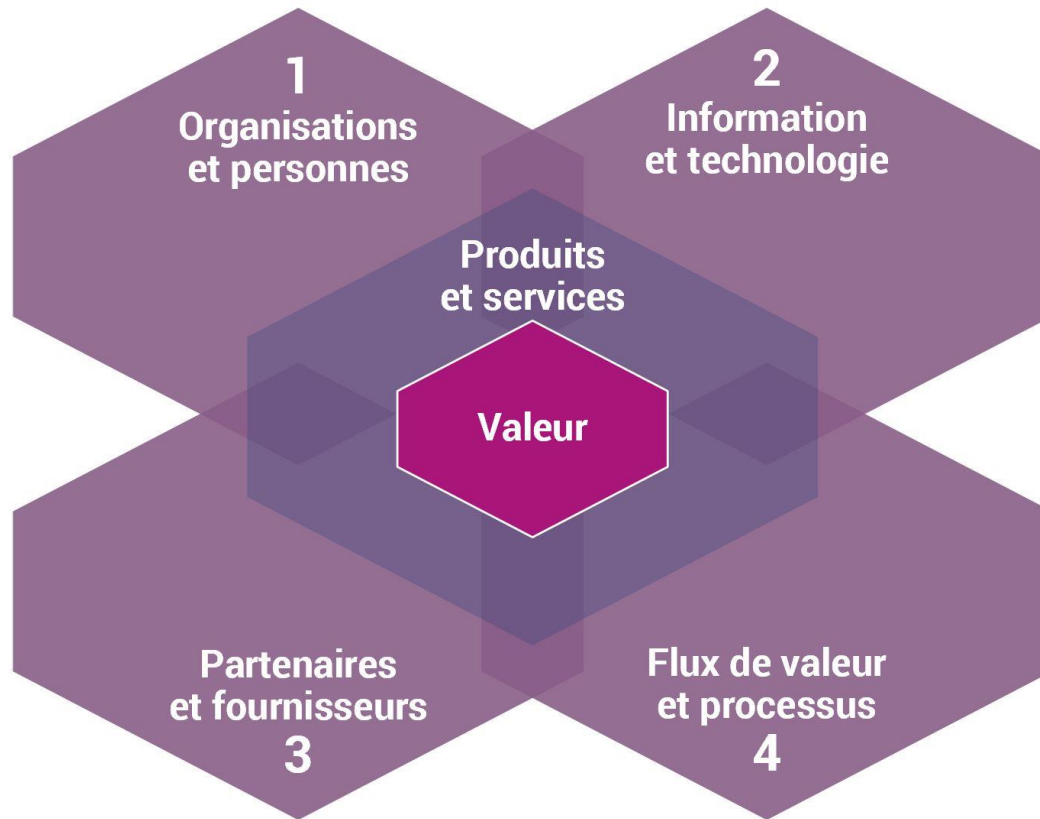 1
Organisations
et personnes
2
Information
et technologie
Produits
et services
Valeur
Partenaires
et fournisseurs
3
Flux de valeur
et processus
4